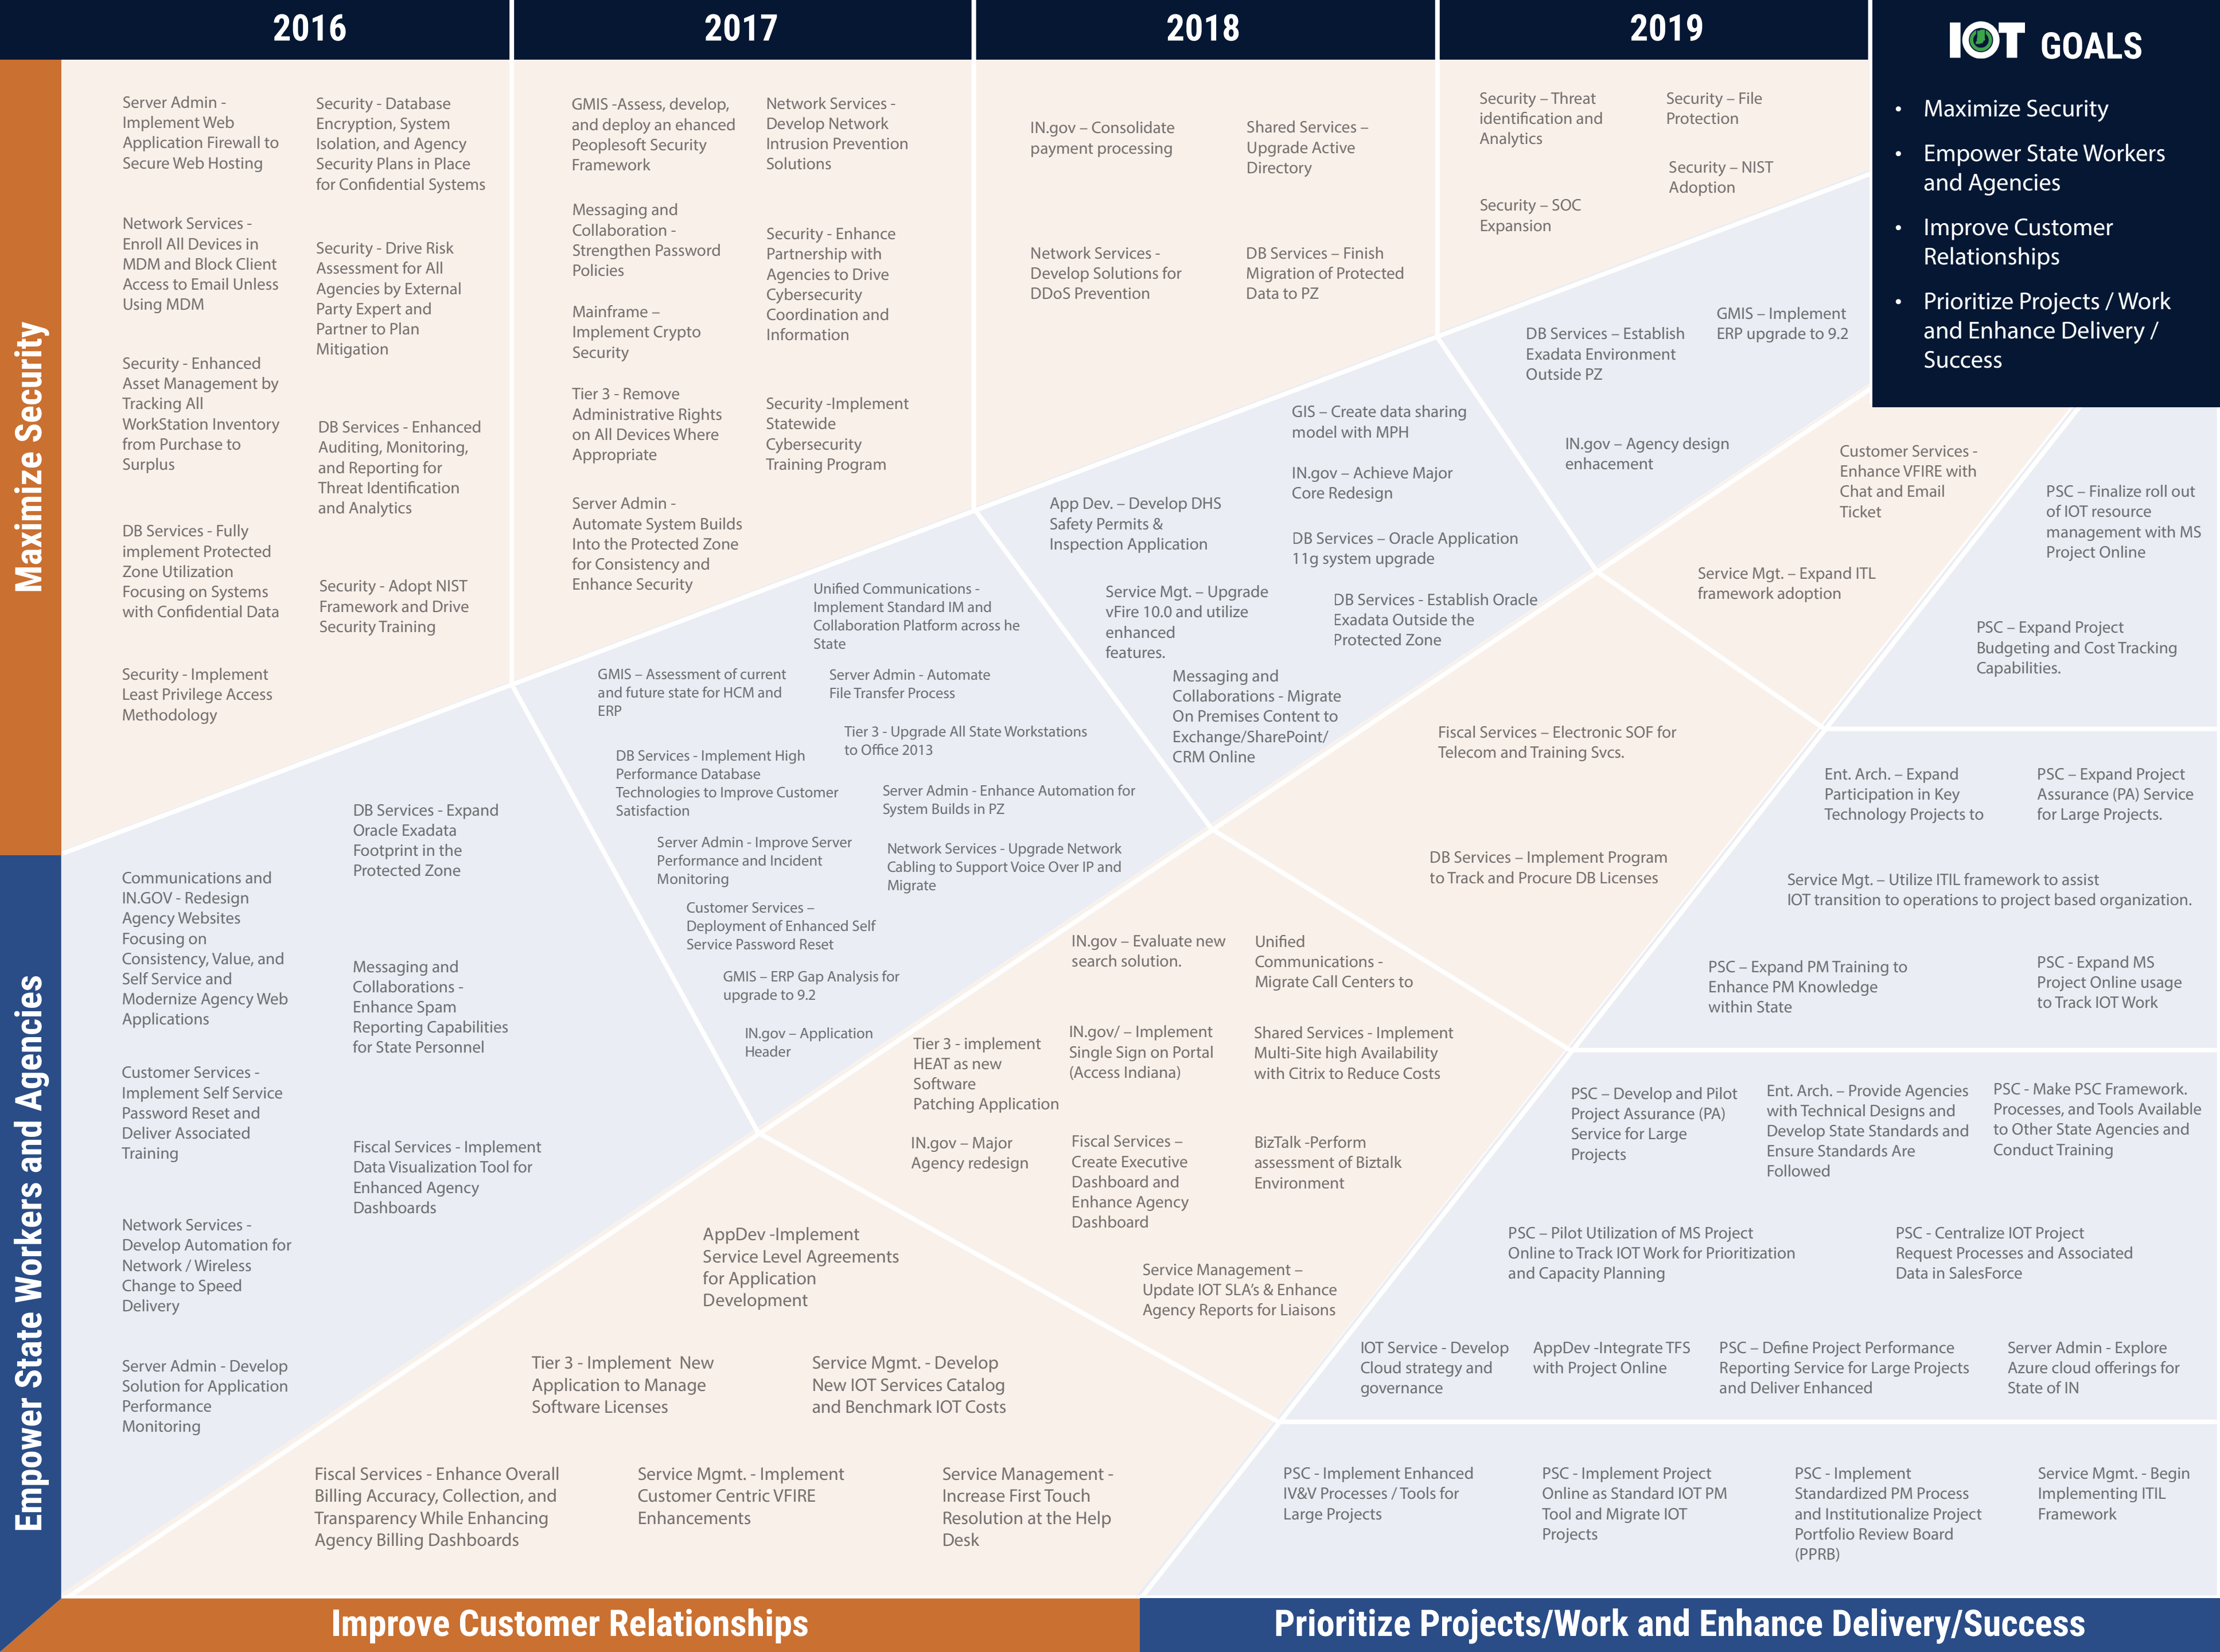 2016
2017
2018
2019
IOT GOALS
• Maximize Security
• Empower State Workers
and Agencies
• Improve Customer
Relationships
• Prioritize Projects / Work
and Enhance Delivery /
Success
Maximize Security
Server Admin -
Implement Web
Application Firewall to
Secure Web Hosting
Network Services -
Enroll All Devices in
MDM and Block Client
Access to Email Unless
Using MDM
Security - Enhanced
Asset Management by
Tracking All
WorkStation Inventory
from Purchase to
Surplus
DB Services - Fully
implement Protected
Zone Utilization
Focusing on Systems
with Confidential Data
Security - Implement
Least Privilege Access
Methodology
Security - Database
Encryption, System
Isolation, and Agency
Security Plans in Place
for Confidential Systems
Security - Drive Risk
Assessment for All
Agencies by External
Party Expert and
Partner to Plan
Mitigation
DB Services - Enhanced
Auditing, Monitoring,
and Reporting for
Threat Identification
and Analytics
Security - Adopt NIST
Framework and Drive
Security Training
GMIS -Assess, develop,
and deploy an ehanced
Peoplesoft Security
Framework
Messaging and
Collaboration -
Strengthen Password
Policies
Mainframe –
Implement Crypto
Security
Tier 3 - Remove
Administrative Rights
on All Devices Where
Appropriate
Server Admin -
Automate System Builds
Into the Protected Zone
for Consistency and
Enhance Security
Network Services -
Develop Network
Intrusion Prevention
Solutions
Security - Enhance
Partnership with
Agencies to Drive
Cybersecurity
Coordination and
Information
Security -Implement
Statewide
Cybersecurity
Training Program
IN.gov – Consolidate
payment processing
Network Services -
Develop Solutions for
DDoS Prevention
Shared Services –
Upgrade Active
Directory
DB Services – Finish
Migration of Protected
Data to PZ
Security – Threat
identification and
Analytics
Security – SOC
Expansion
Security – File
Protection
Security – NIST
Adoption
Empower State Workers and Agencies
Communications and
IN.GOV - Redesign
Agency Websites
Focusing on
Consistency, Value, and
Self Service and
Modernize Agency Web
Applications
Customer Services -
Implement Self Service
Password Reset and
Deliver Associated
Training
Network Services -
Develop Automation for
Network / Wireless
Change to Speed
Delivery
Server Admin - Develop
Solution for Application
Performance
Monitoring
DB Services - Expand
Oracle Exadata
Footprint in the
Protected Zone
Messaging and
Collaborations -
Enhance Spam
Reporting Capabilities
for State Personnel
Fiscal Services - Implement
Data Visualization Tool for
Enhanced Agency
Dashboards
Unified Communications -
Implement Standard IM and
Collaboration Platform across he
State
GMIS – Assessment of current
and future state for HCM and
ERP
Server Admin - Automate
File Transfer Process
Tier 3 - Upgrade All State Workstations
to Office 2013
DB Services - Implement High
Performance Database
Technologies to Improve Customer
Satisfaction
Server Admin - Enhance Automation for
System Builds in PZ
Server Admin - Improve Server
Performance and Incident
Monitoring
Network Services - Upgrade Network
Cabling to Support Voice Over IP and
Migrate
Customer Services –
Deployment of Enhanced Self
Service Password Reset
GMIS – ERP Gap Analysis for
upgrade to 9.2
IN.gov – Application
Header
GIS – Create data sharing
model with MPH
IN.gov – Achieve Major
Core Redesign
App Dev. – Develop DHS
Safety Permits &
Inspection Application
DB Services – Oracle Application
11g system upgrade
Service Mgt. – Upgrade
vFire 10.0 and utilize
enhanced
features.
DB Services - Establish Oracle
Exadata Outside the
Protected Zone
Messaging and
Collaborations - Migrate
On Premises Content to
Exchange/SharePoint/
CRM Online
DB Services – Establish
Exadata Environment
Outside PZ
GMIS – Implement
ERP upgrade to 9.2
IN.gov – Agency design
enhacement
Customer Services -
Enhance VFIRE with
Chat and Email
Ticket
Service Mgt. – Expand ITL
framework adoption
Fiscal Services – Electronic SOF for
Telecom and Training Svcs.
DB Services – Implement Program
to Track and Procure DB Licenses
IN.gov – Evaluate new
search solution.
Unified
Communications -
Migrate Call Centers to
Tier 3 - implement
HEAT as new
Software
Patching Application
IN.gov/ – Implement
Single Sign on Portal
(Access Indiana)
Shared Services - Implement
Multi-Site high Availability
with Citrix to Reduce Costs
IN.gov – Major
Agency redesign
Fiscal Services –
Create Executive
Dashboard and
Enhance Agency
Dashboard
BizTalk -Perform
assessment of Biztalk
Environment
Service Management –
Update IOT SLA’s & Enhance
Agency Reports for Liaisons
AppDev -Implement
Service Level Agreements
for Application
Development
Tier 3 - Implement New
Application to Manage
Software Licenses
Service Mgmt. - Develop
New IOT Services Catalog
and Benchmark IOT Costs
Fiscal Services - Enhance Overall
Billing Accuracy, Collection, and
Transparency While Enhancing
Agency Billing Dashboards
Service Mgmt. - Implement
Customer Centric VFIRE
Enhancements
Service Management -
Increase First Touch
Resolution at the Help
Desk
PSC – Finalize roll out
of IOT resource
management with MS
Project Online
PSC – Expand Project
Budgeting and Cost Tracking
Capabilities.
Ent. Arch. – Expand
Participation in Key
Technology Projects to
PSC – Expand Project
Assurance (PA) Service
for Large Projects.
Service Mgt. – Utilize ITIL framework to assist
IOT transition to operations to project based organization.
PSC – Expand PM Training to
Enhance PM Knowledge
within State
PSC - Expand MS
Project Online usage
to Track IOT Work
PSC – Develop and Pilot
Project Assurance (PA)
Service for Large
Projects
Ent. Arch. – Provide Agencies
with Technical Designs and
Develop State Standards and
Ensure Standards Are
Followed
PSC - Make PSC Framework.
Processes, and Tools Available
to Other State Agencies and
Conduct Training
PSC – Pilot Utilization of MS Project
Online to Track IOT Work for Prioritization
and Capacity Planning
PSC - Centralize IOT Project
Request Processes and Associated
Data in SalesForce
IOT Service - Develop
Cloud strategy and
governance
AppDev -Integrate TFS
with Project Online
PSC – Define Project Performance
Reporting Service for Large Projects
and Deliver Enhanced
Server Admin - Explore
Azure cloud offerings for
State of IN
PSC - Implement Enhanced
IV&V Processes / Tools for
Large Projects
PSC - Implement Project
Online as Standard IOT PM
Tool and Migrate IOT
Projects
PSC - Implement
Standardized PM Process
and Institutionalize Project
Portfolio Review Board
(PPRB)
Service Mgmt. - Begin
Implementing ITIL
Framework
Improve Customer Relationships
Prioritize Projects/Work and Enhance Delivery/Success